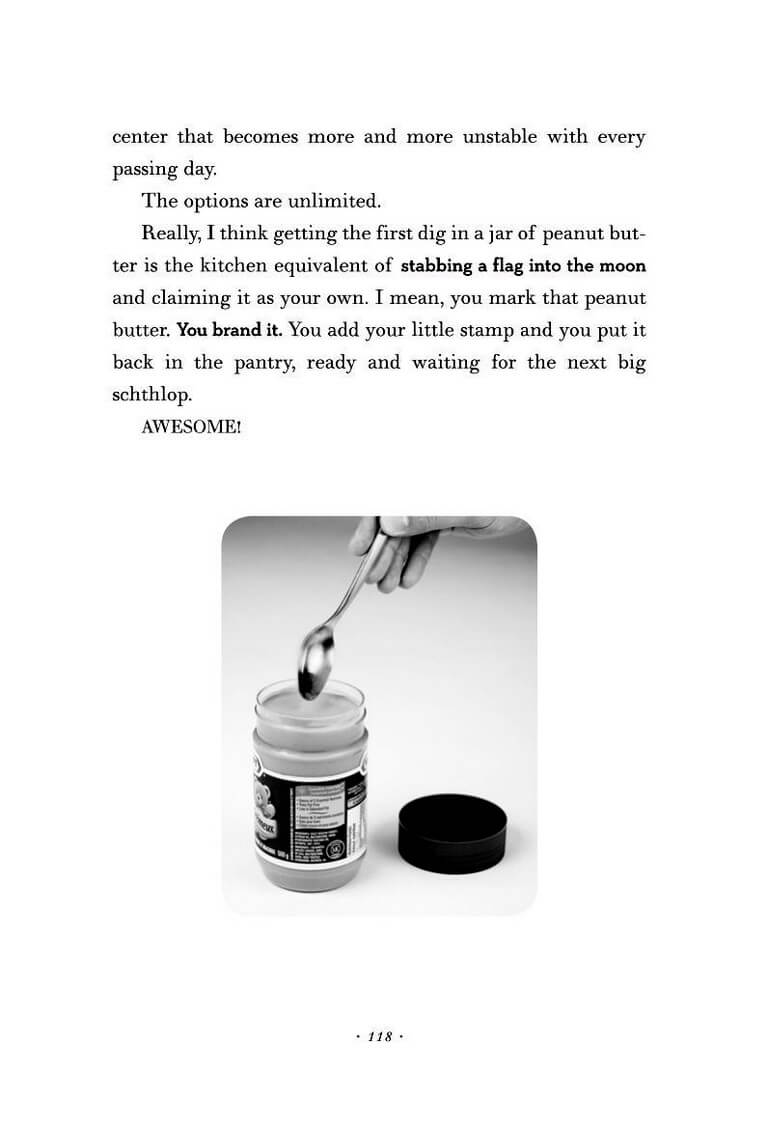 center that becomes more and more unstable with every
passing day.
The options are unlimited.
Really, I think getting the first dig in a jar of peanut but-
ter is the kitchen equivalent of stabbing a flag into the moon
and claiming it as your own. I mean, you mark that peanut
butter. You brand it. You add your little stamp and you put it
back in the pantry, ready and waiting for the next big
schthlop.
AWESOME!
· 118 ·